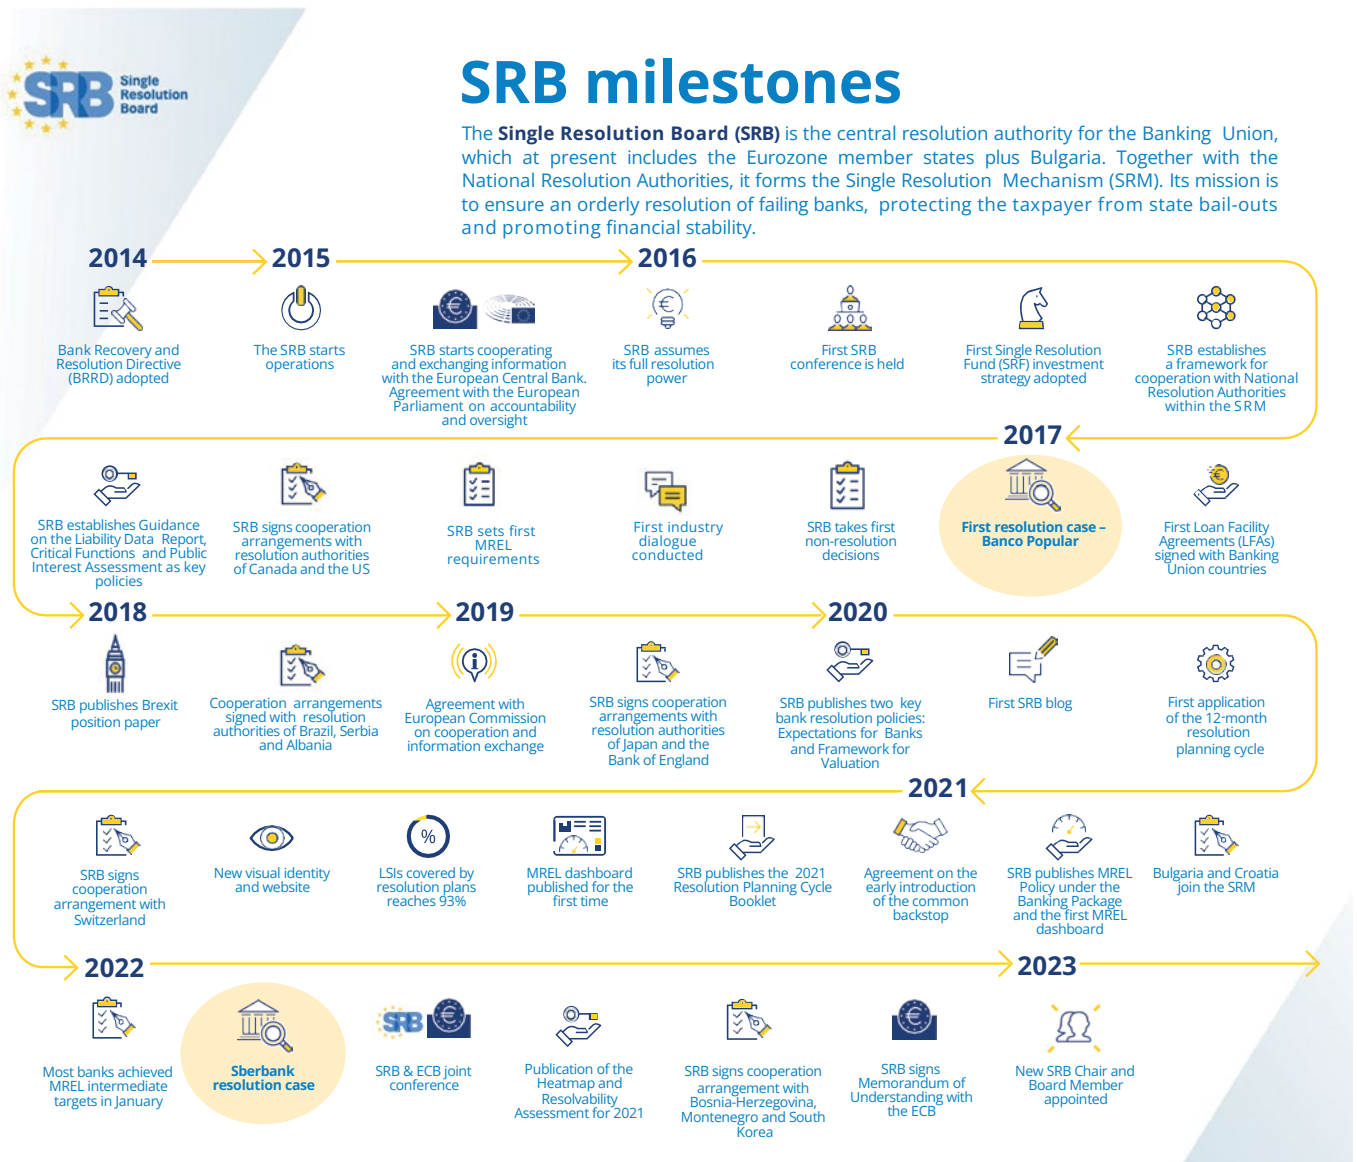 SRB
Single
Resolution
Board
SRB milestones
The Single Resolution Board (SRB) is the central resolution authority for the Banking Union,
which at present includes the Eurozone member states plus Bulgaria. Together with the
National Resolution Authorities, it forms the Single Resolution Mechanism (SRM). Its mission is
to ensure an orderly resolution of failing banks, protecting the taxpayer from state bail-outs
and promoting financial stability.
2014
Bank Recovery and
Resolution Directive
(BRRD) adopted
2015
The SRB starts
operations
SRB starts cooperating
and exchanging information
with the European Central Bank.
Agreement with the European
Parliament on accountability
and oversight
2016
SRB assumes
its full resolution
power
First SRB
conference is held
First Single Resolution
Fund (SRF) investment
strategy adopted
SRB establishes
a framework for
cooperation with National
Resolution Authorities
within the SRM
2017
SRB establishes Guidance
on the Liability Data Report,
Critical Functions and Public
Interest Assessment as key
policies
SRB signs cooperation
arrangements with
resolution authorities
of Canada and the US
SRB sets first
MREL
requirements
First industry
dialogue
conducted
SRB takes first
non-resolution
decisions
First resolution case –
Banco Popular
First Loan Facility
Agreements (LFAs)
signed with Banking
Union countries
2018
SRB publishes Brexit
position paper
Cooperation arrangements
signed with resolution
authorities of Brazil, Serbia
and Albania
2019
Agreement with
European Commission
on cooperation and
information exchange
SRB signs cooperation
arrangements with
resolution authorities
of Japan and the
Bank of England
2020
SRB publishes two key
bank resolution policies:
Expectations for Banks
and Framework for
Valuation
First SRB blog
First application
of the 12-month
resolution
planning cycle
2021
SRB signs
cooperation
arrangement with
Switzerland
New visual identity
and website
%
LSIs covered by
resolution plans
reaches 93%
MREL dashboard
published for the
first time
SRB publishes the 2021
Resolution Planning Cycle
Booklet
Agreement on the
early introduction
of the common
backstop
SRB publishes MREL
Policy under the
Banking Package
and the first MREL
dashboard
Bulgaria and Croatia
join the SRM
2022
Most banks achieved
MREL intermediate
targets in January
Sberbank
resolution case
SRB
SRB & ECB joint
conference
Publication of the
Heatmap and
Resolvability
Assessment for 2021
SRB signs cooperation
arrangement with
Bosnia-Herzegovina,
Montenegro and South
Korea
SRB signs
Memorandum of
Understanding with
the ECB
2023
New SRB Chair and
Board Member
appointed